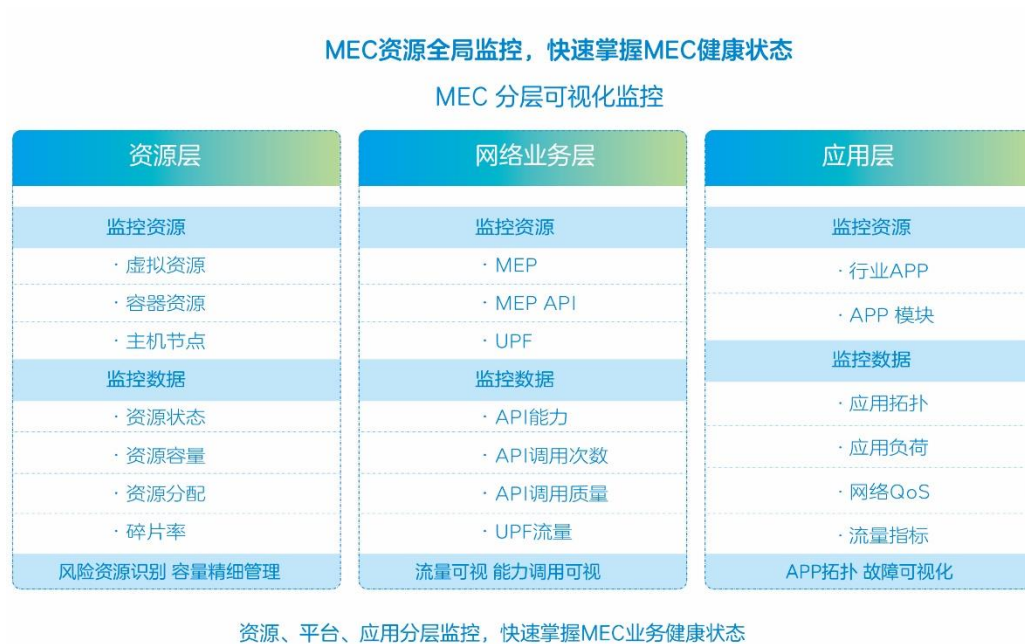 MEC资源全局监控，快速掌握MEC健康状态
MEC 分层可视化监控
资源层
监控资源
· 虚拟资源
· 容器资源
· 主机节点
监控数据
· 资源状态
· 资源容量
· 资源分配
· 碎片率
风险资源识别 容量精细管理
网络业务层
监控资源
· MEP
· MEP API
· UPF
监控数据
· API能力
· API调用次数
· API调用质量
· UPF流量
流量可视 能力调用可视
应用层
监控资源
· 行业APP
· APP 模块
监控数据
· 应用拓扑
· 应用负荷
· 网络QoS
· 流量指标
APP拓扑 故障可视化
资源、平台、应用分层监控，快速掌握MEC业务健康状态